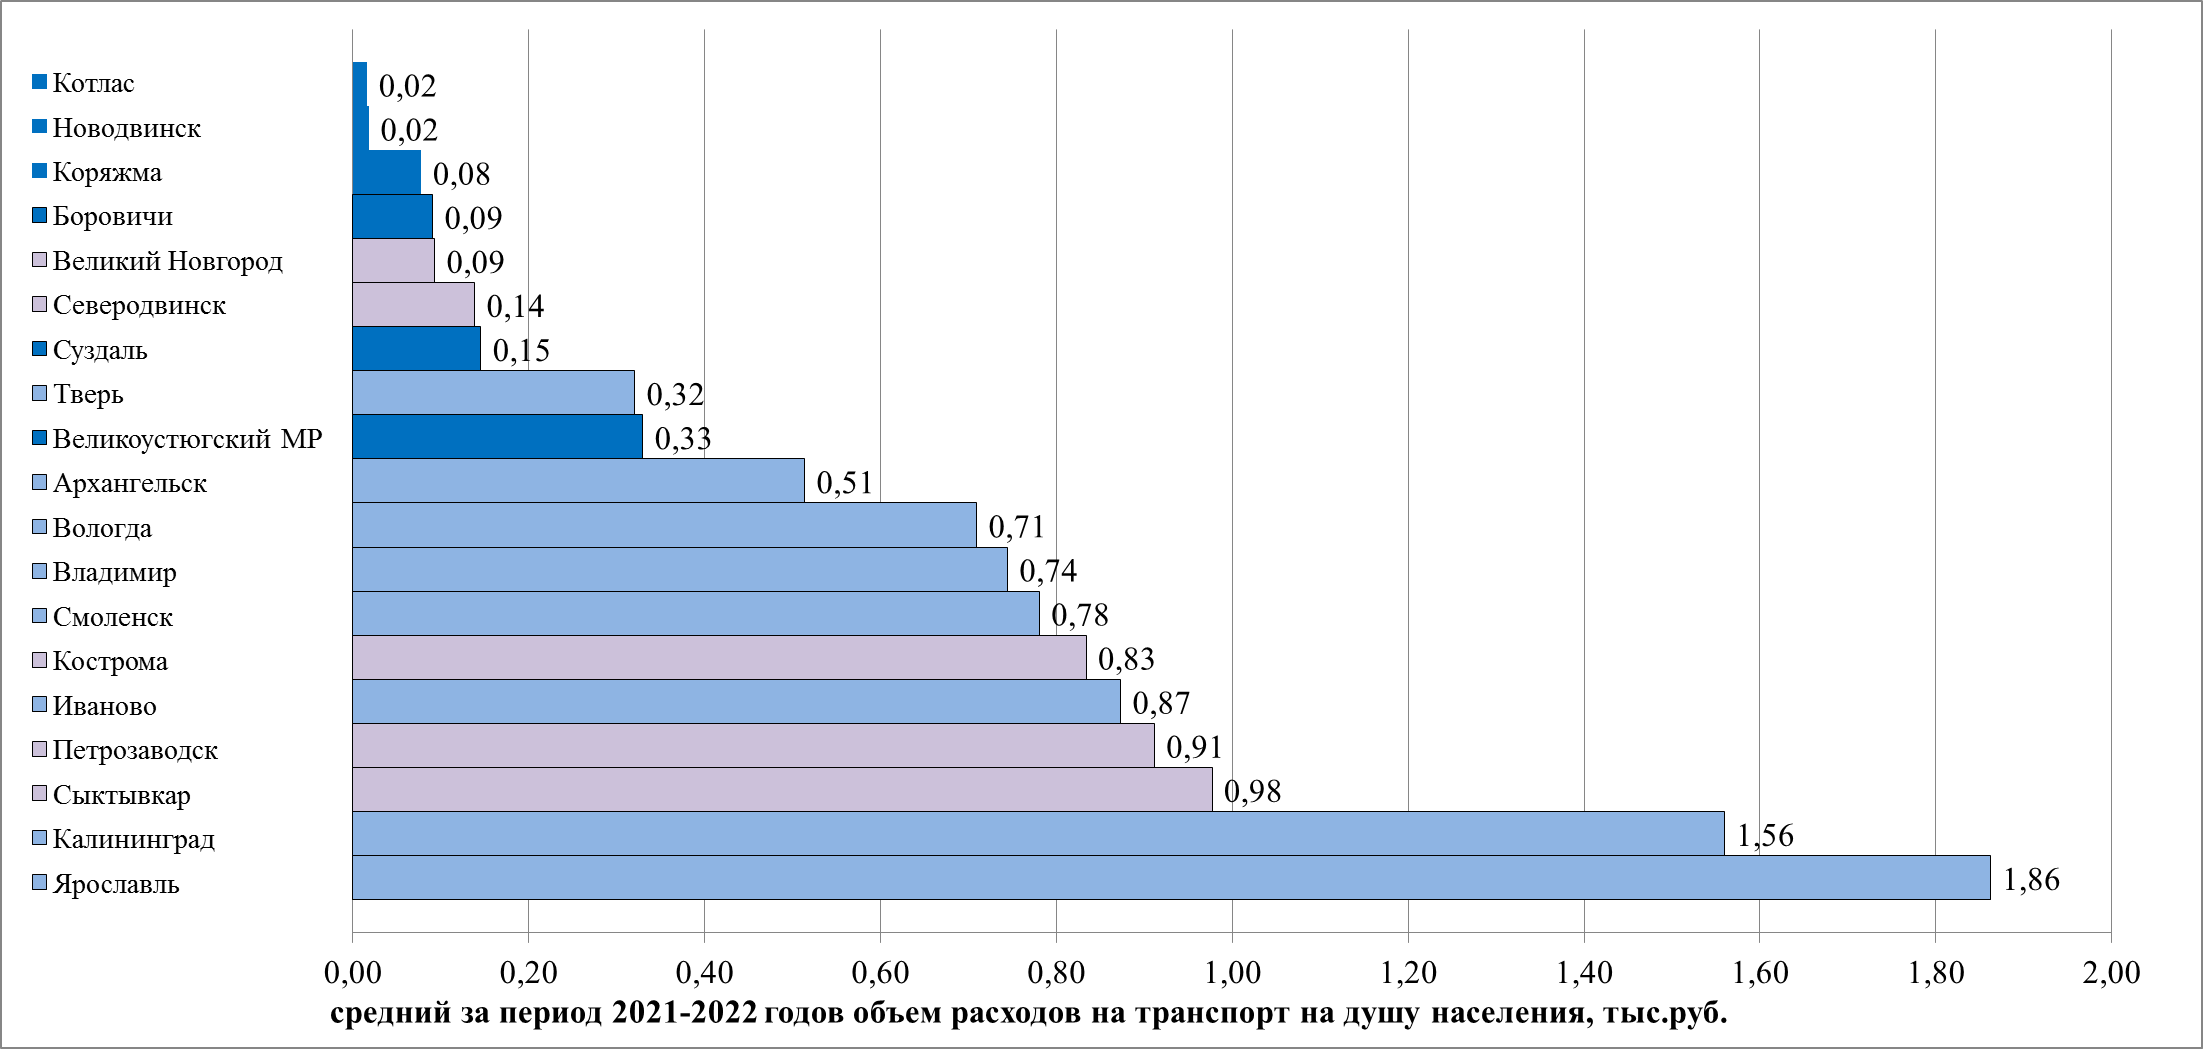 Котлас 0,02
Новодвинск 0,02
Коряжма 0,08
Боровичи 0,09
Великий Новгород 0,09
Северодвинск 0,14
Суздаль 0,15
Тверь 0,32
Великоустюгский МР 0,33
Архангельск 0,51
Вологда 0,71
Владимир 0,74
Смоленск 0,78
Кострома 0,83
Иваново 0,87
Петрозаводск 0,91
Сыктывкар 0,98
Калининград 1,56
Ярославль 1,86
0,00 0,20 0,40 0,60 0,80 1,00 1,20 1,40 1,60 1,80 2,00
средний за период 2021-2022 годов объем расходов на транспорт на душу населения, тыс.руб.